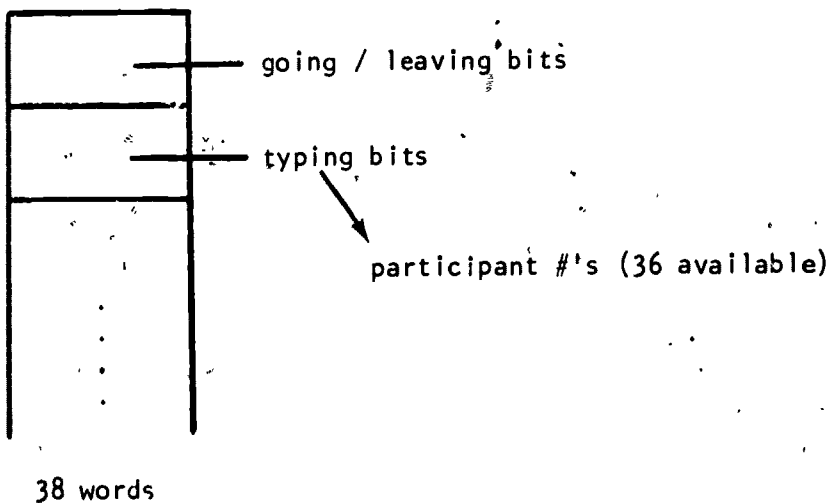 going / leaving bits
typing bits
participant #'s (36 available)
38 words